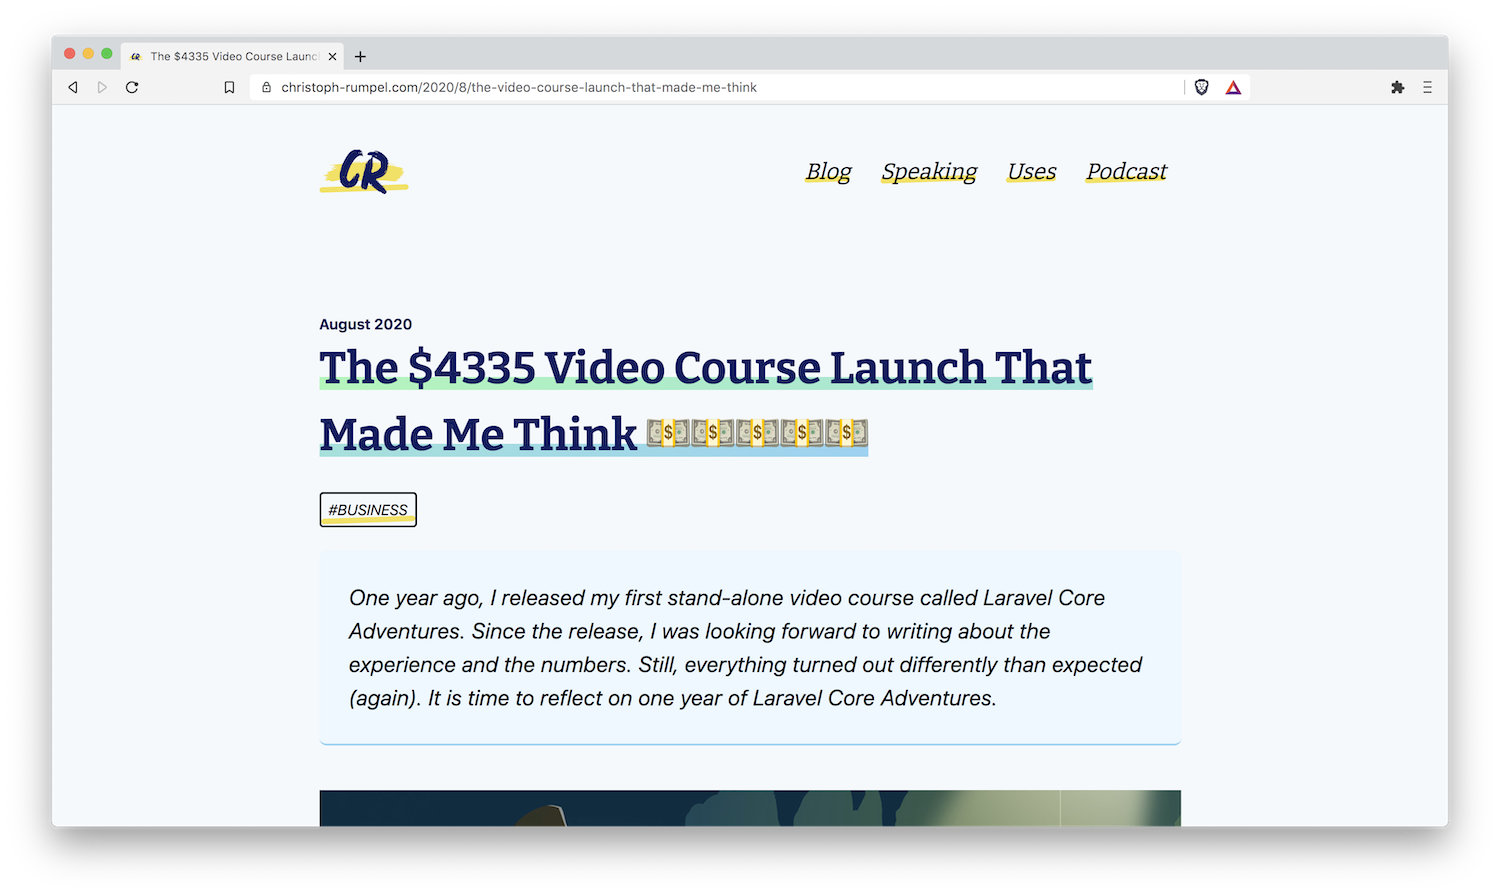 The $4335 Video Course Launc
christoph-rumpel.com/2020/8/the-video-course-launch-that-made-me-think
CR
Blog Speaking Uses Podcast
August 2020
The $4335 Video Course Launch That
Made Me Think 💵💵💵💵💵
#BUSINESS
One year ago, I released my first stand-alone video course called Laravel Core
Adventures. Since the release, I was looking forward to writing about the
experience and the numbers. Still, everything turned out differently than expected
(again). It is time to reflect on one year of Laravel Core Adventures.